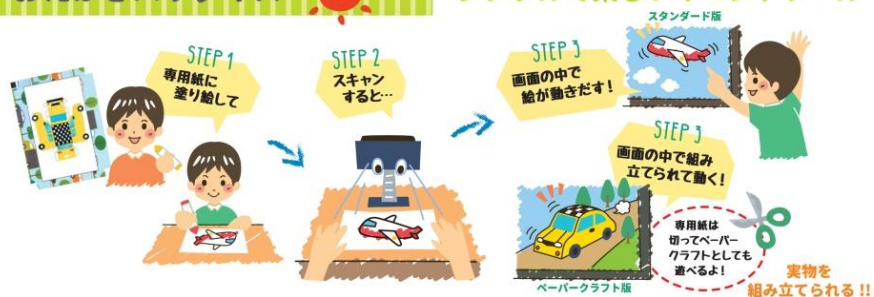 STEP 1
専用紙に
塗り絵して
STEP 2
スキャン
すると…
スタンダード版
STEP 3
画面の中で
絵が動きだす！
STEP 3
画面の中で組み
立てられて動く！
ペーパークラフト版
専用紙は
切ってペーパー
クラフトとしても
遊べるよ！
実物を
組み立てられる!!